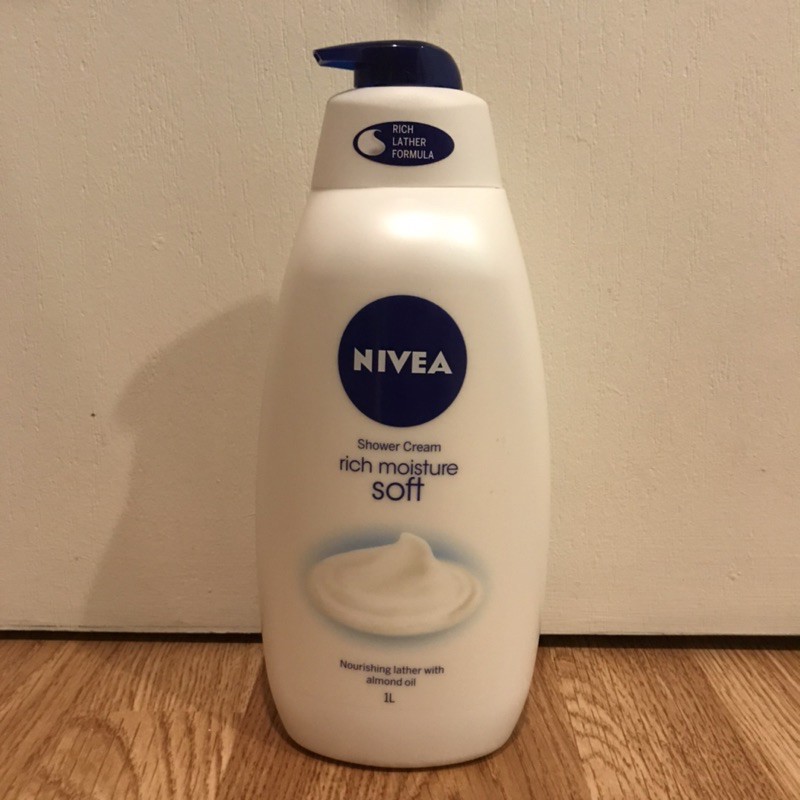 RICH
LATHER
FORMULA
NIVEA
Shower Cream
rich moisture
soft
Nourishing lather with
almond oil
1L